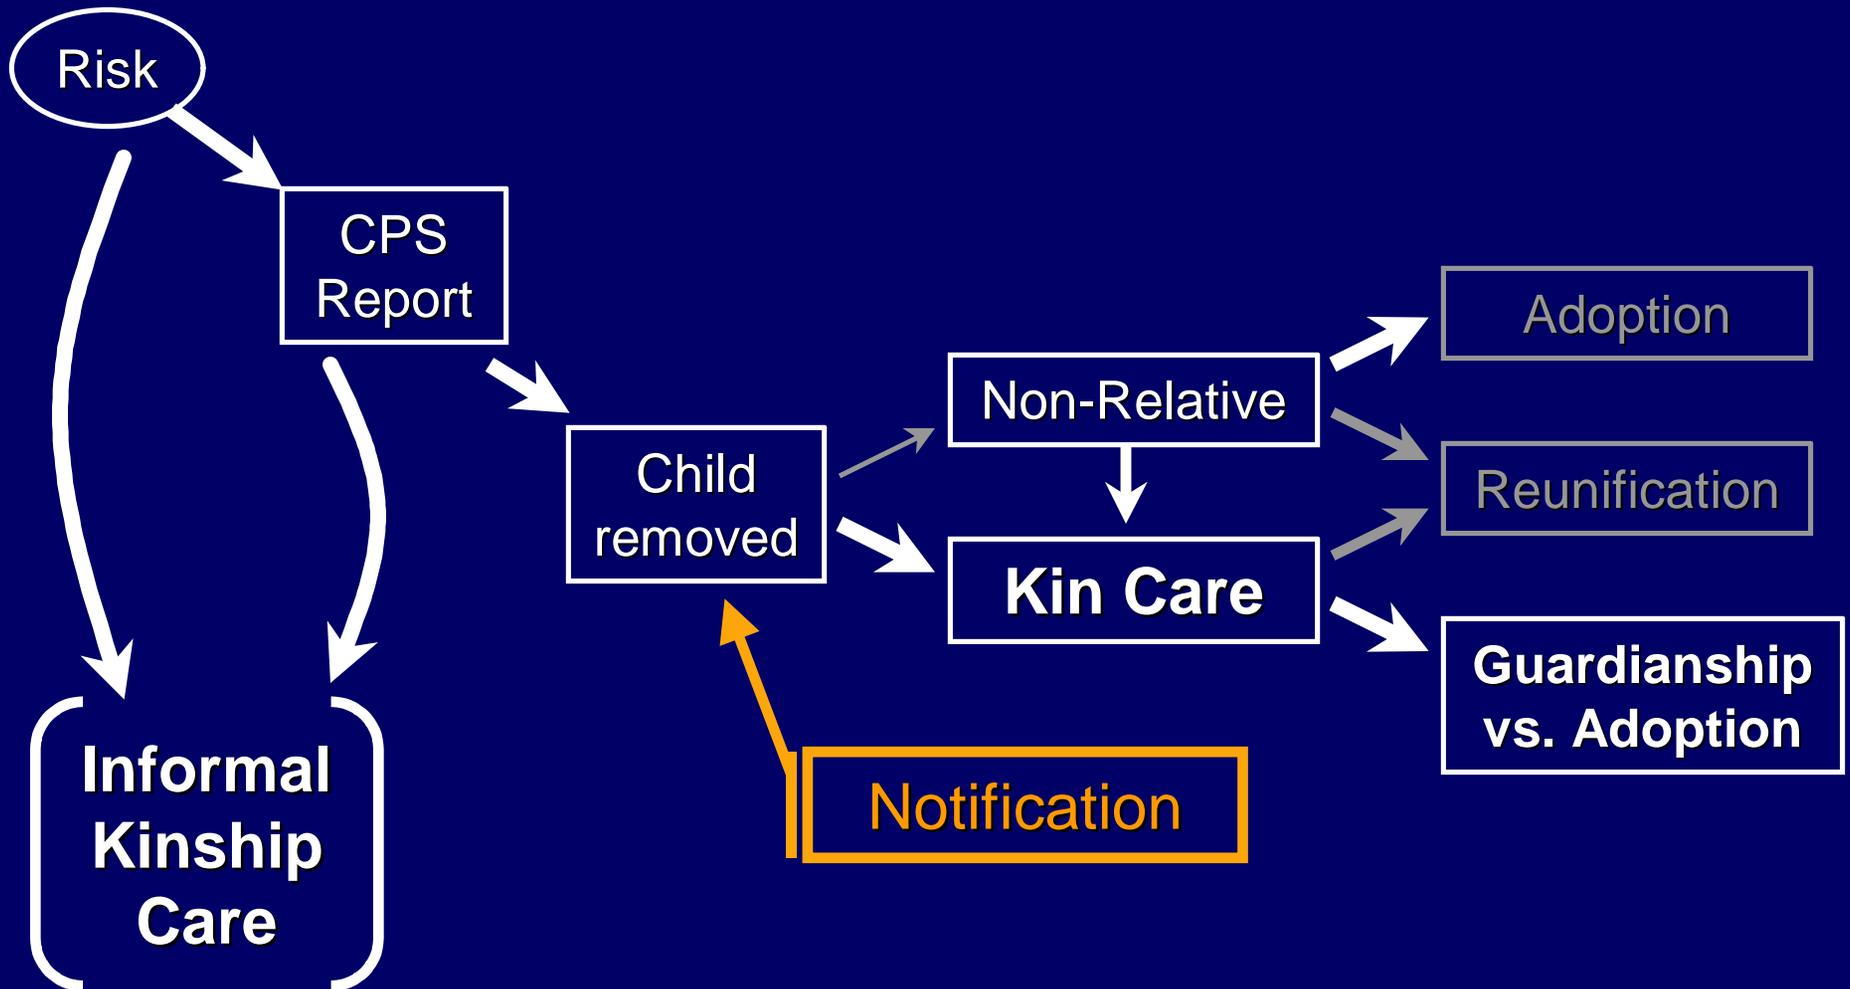 Risk
CPS
Report
Child
removed
Non-Relative
Kin Care
Adoption
Reunification
Guardianship
vs. Adoption
Notification
Informal
Kinship
Care